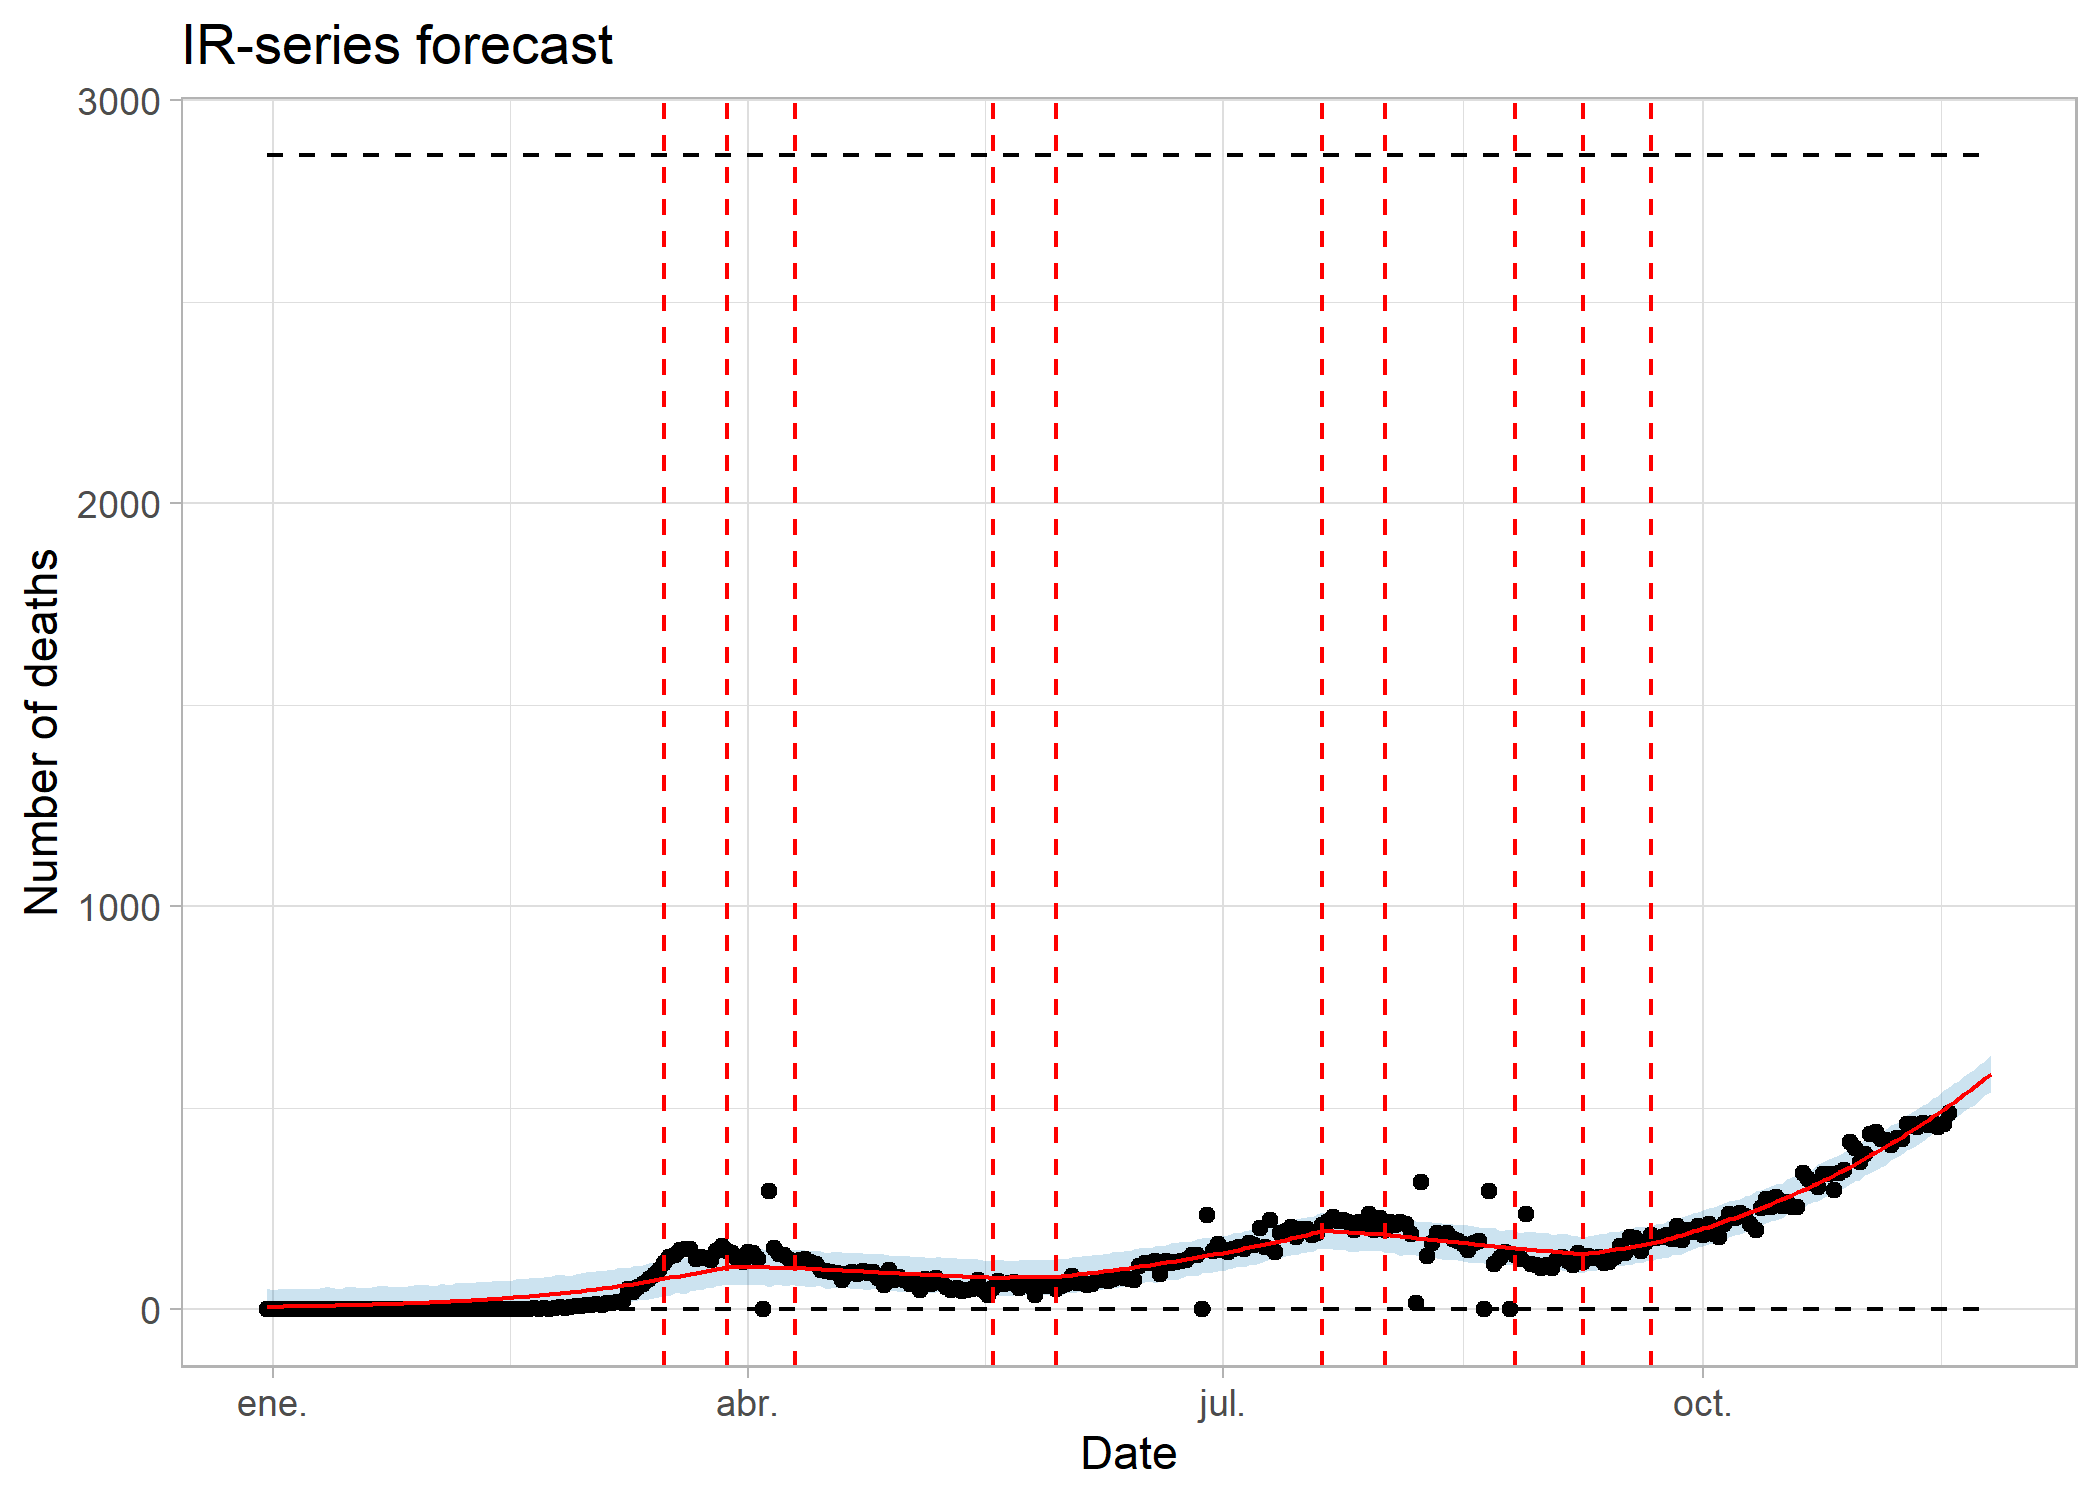 IR-series forecast
3000
2000
1000
0
Number of deaths
ene.
abr.
jul.
oct.
Date